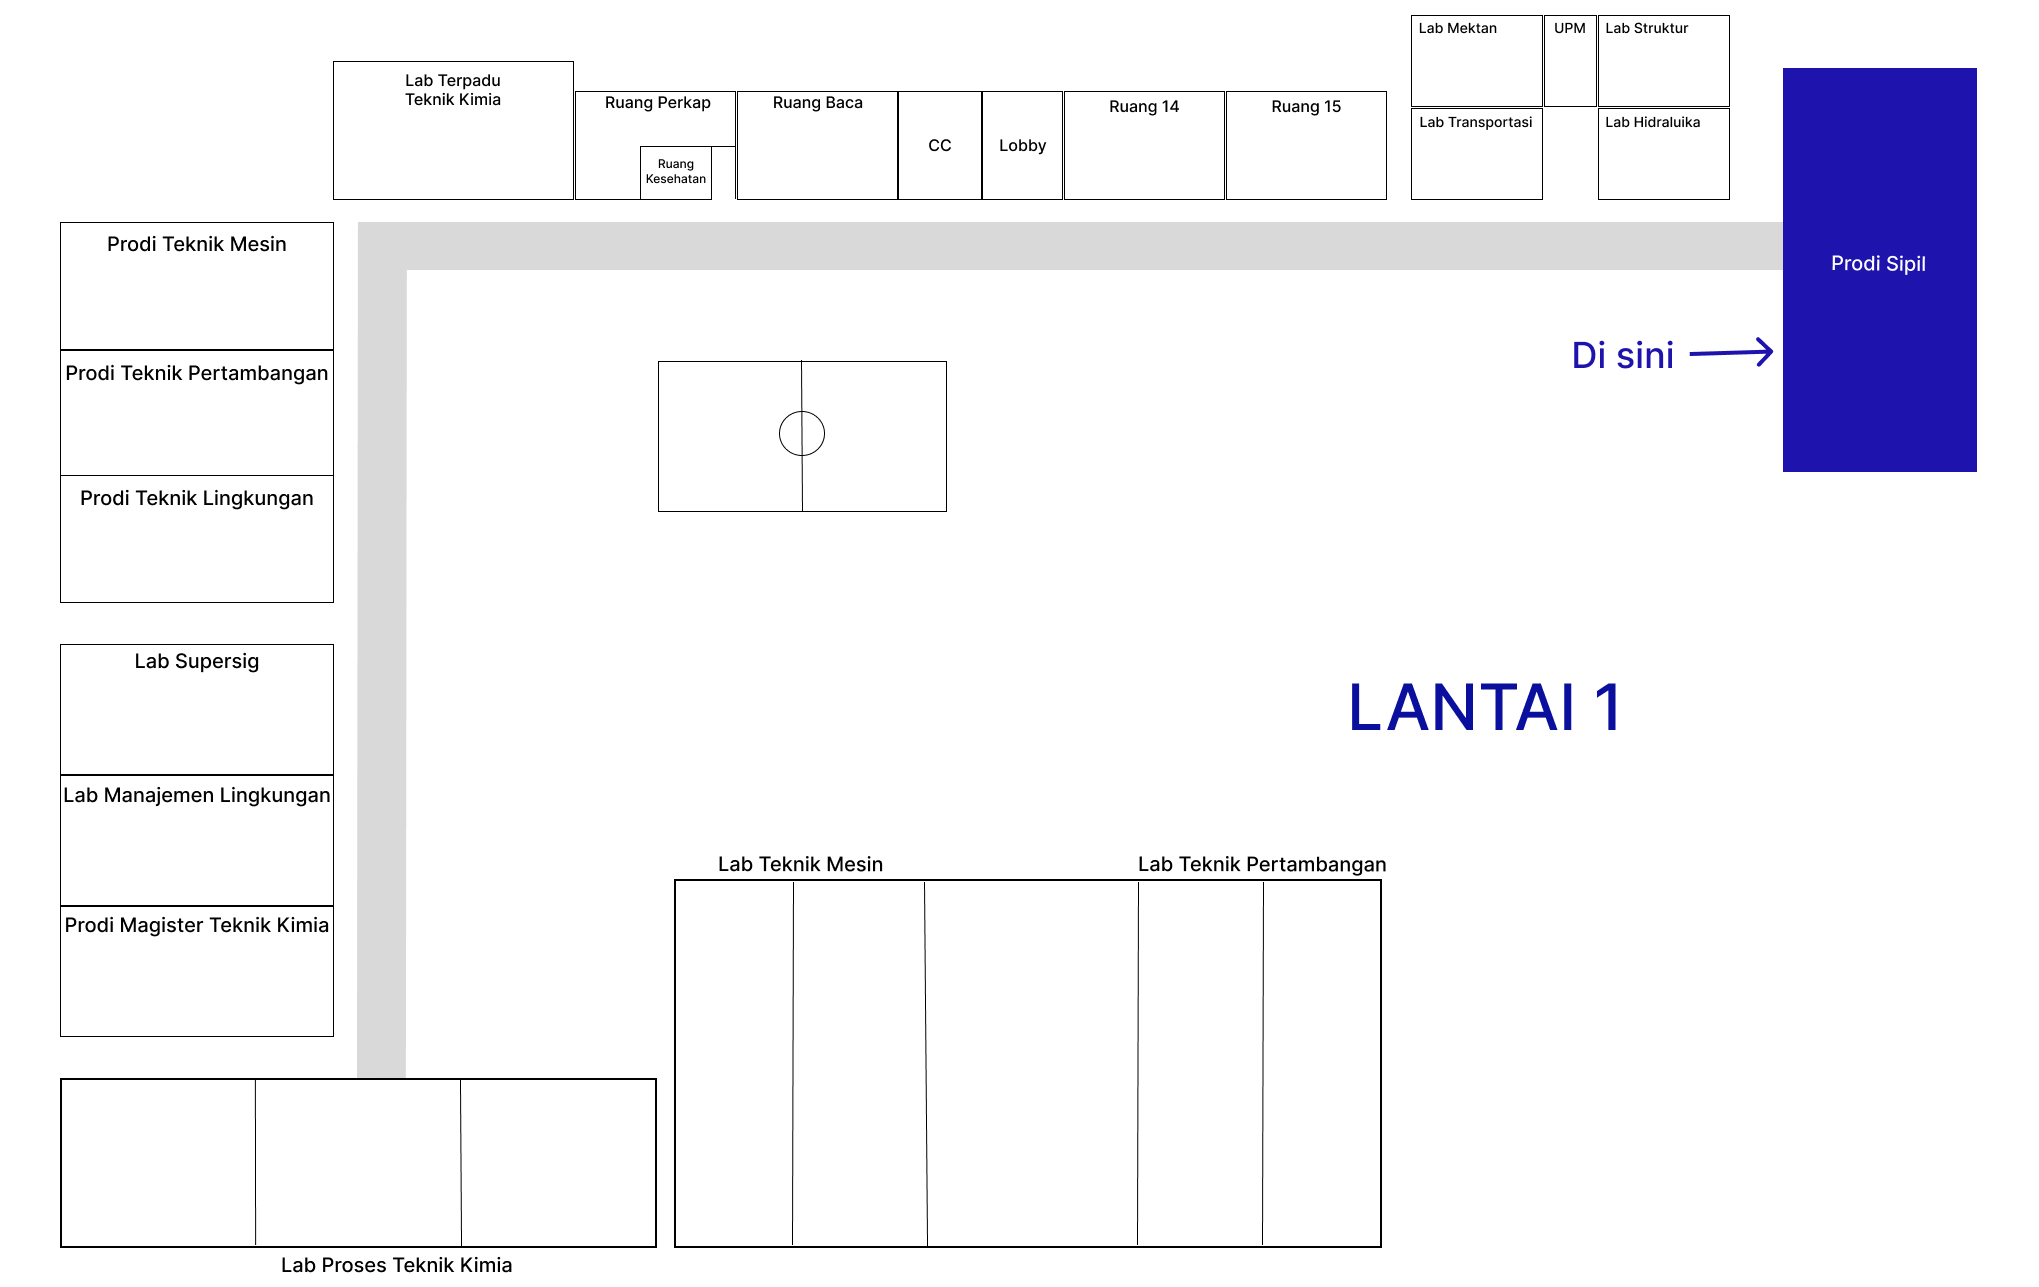 Lab Mektan
UPM
Lab Struktur
Lab Terpadu
Teknik Kimia
Ruang Perkap
Ruang Baca
Ruang 14
Ruang 15
Lab Transportasi
Lab Hidraluika
CC
Lobby
Ruang
Kesehatan
Prodi Teknik Mesin
Prodi Sipil
Di sini
Prodi Teknik Pertambangan
Prodi Teknik Lingkungan
Lab Supersig
LANTAI 1
Lab Manajemen Lingkungan
Lab Teknik Mesin
Lab Teknik Pertambangan
Prodi Magister Teknik Kimia
Lab Proses Teknik Kimia